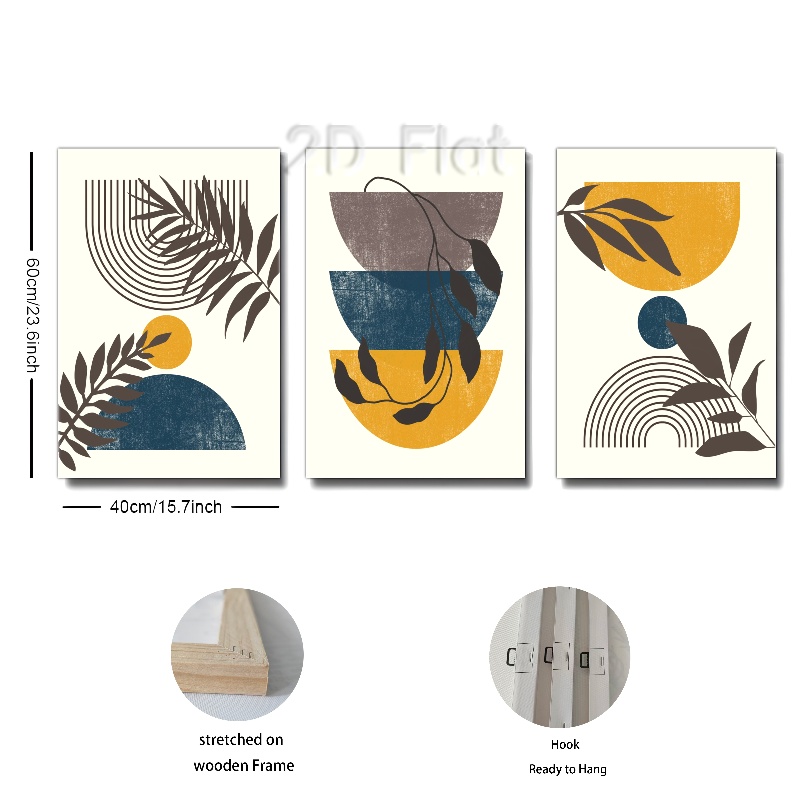 2D Flat
60cm/23.6inch
40cm/15.7inch
stretched on
wooden Frame
Hook
Ready to Hang